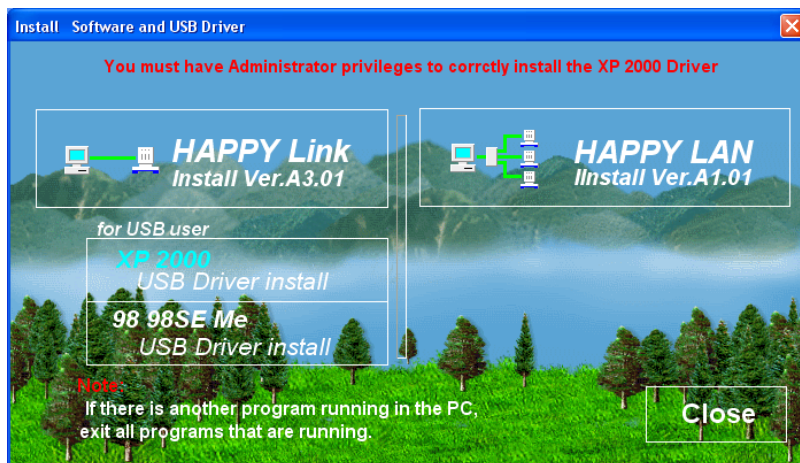 Install   Software and USB Driver
You must have Administrator privileges to corrctly install the XP 2000 Driver
HAPPY Link
Install Ver.A3.01
HAPPY LAN
IInstall Ver.A1.01
for USB user
XP 2000
USB Driver install
98 98SE Me
USB Driver install
Note:
If there is another program running in the PC,
exit all programs that are running.
Close